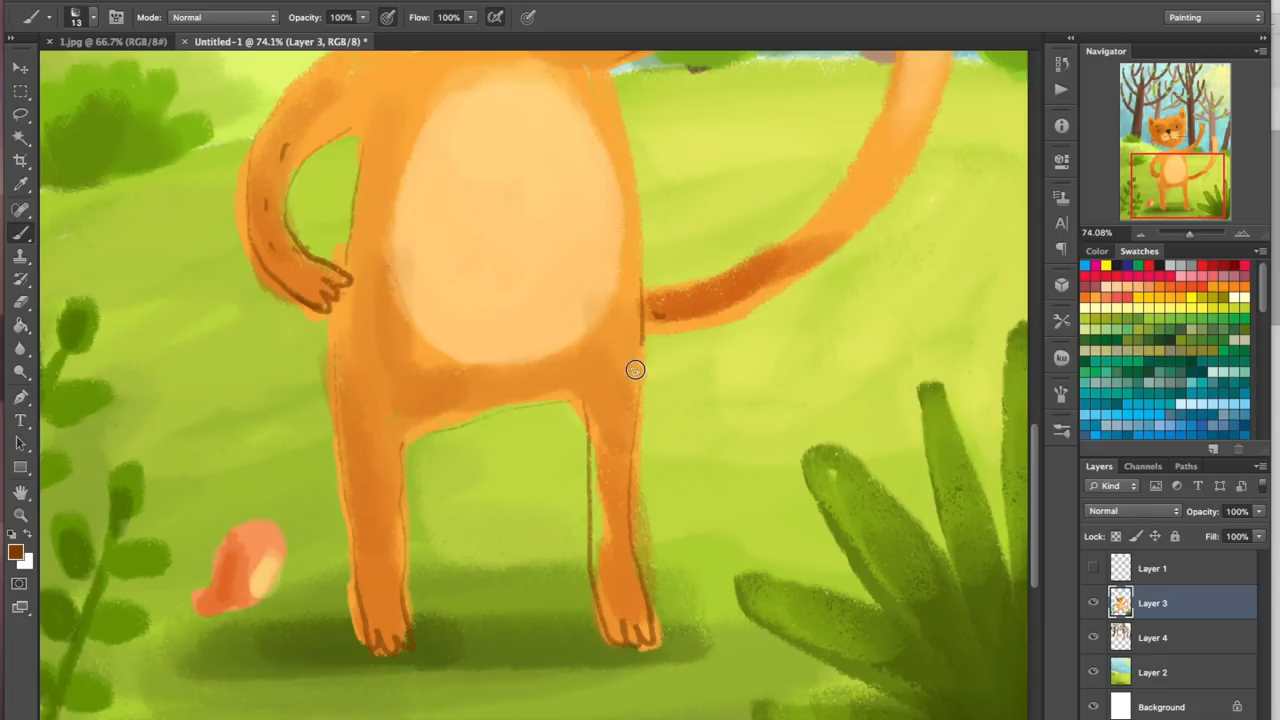 13 Mode: Normal Opacity: 100% Flow: 100% Painting
× 1.jpg @ 66.7% (RGB/8#) × Untitled-1 @ 74.1% (Layer 3, RGB/8) *
Navigator
74.08%
Color Swatches
ku
Layers Channels Paths
Kind
Normal Opacity: 100%
Lock: Fill: 100%
Layer 1
Layer 3
Layer 4
Layer 2
Background